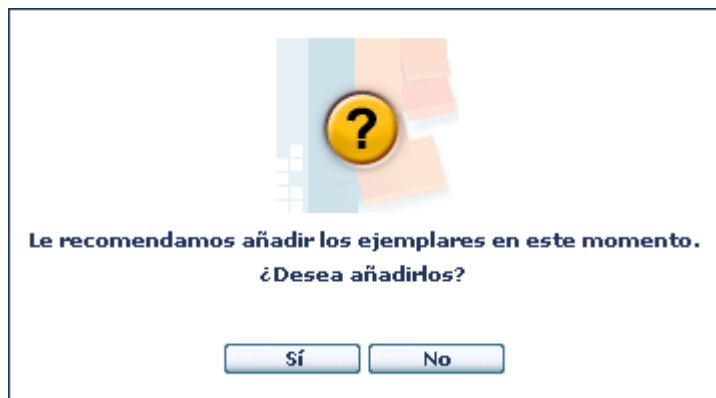 ?
Le recomendamos añadir los ejemplares en este momento.
¿Desea añadirlos?
Sí
No